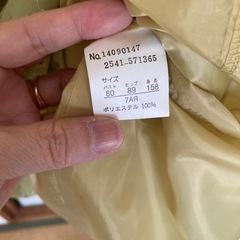 No.14090147
2541-571365
サイズ
バスト ヒップ 身長
80 89 158
7AR
ポリエステル 100%